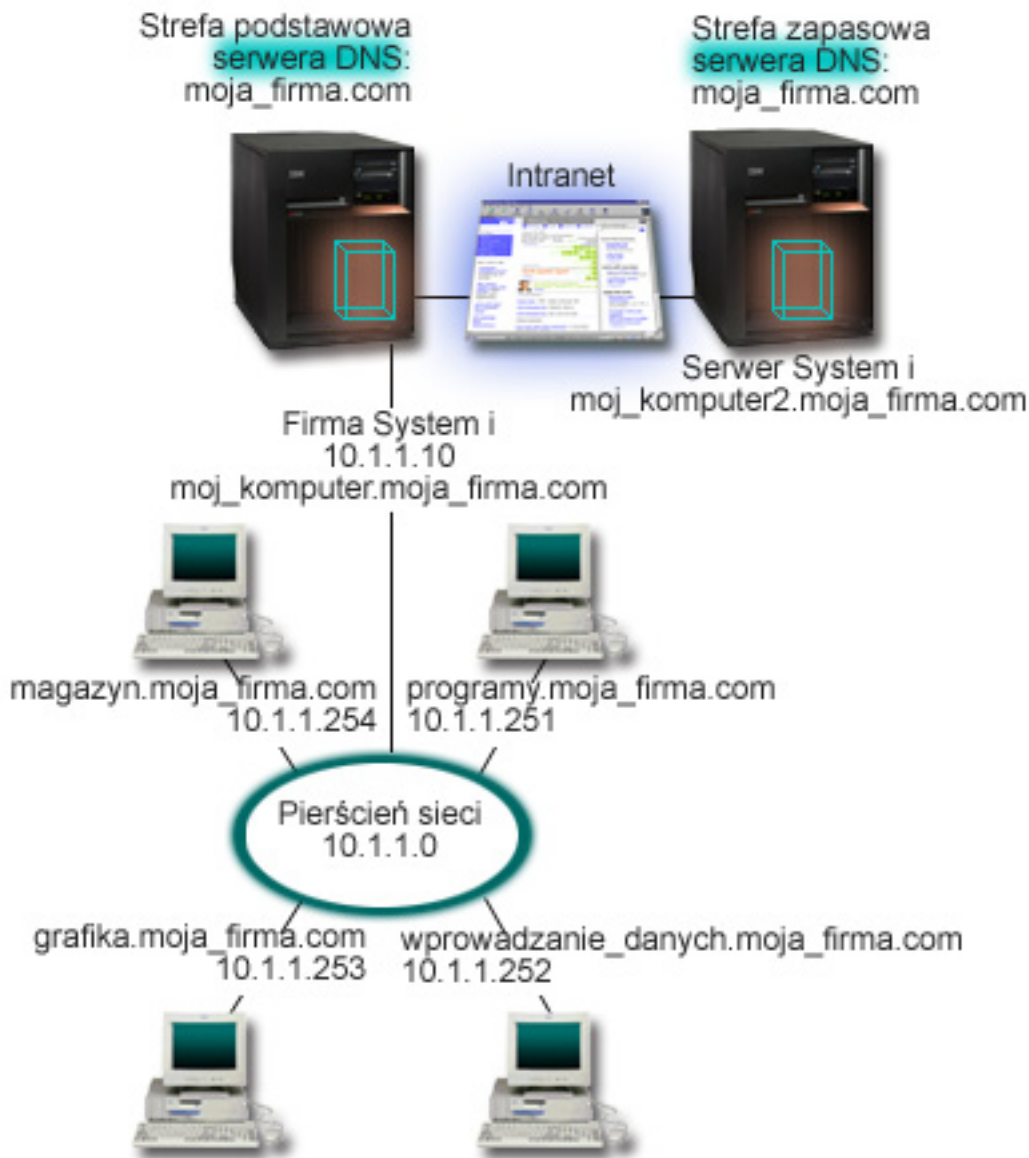 Strefa podstawowa
serwera DNS:
moja_firma.com
Strefa zapasowa
serwera DNS:
moja_firma.com
Intranet
Serwer System i
moj_komputer2.moja_firma.com
Firma System i
10.1.1.10
moj_komputer.moja_firma.com
magazyn.moja_firma.com
10.1.1.254
programy.moja_firma.com
10.1.1.251
Pierścień sieci
10.1.1.0
grafika.moja_firma.com
10.1.1.253
wprowadzanie_danych.moja_firma.com
10.1.1.252